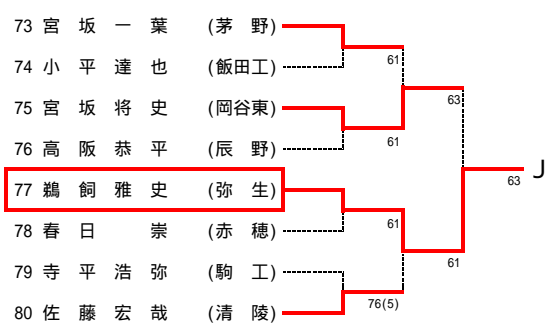 73 宮 坂 一 葉 (茅 野)
61
74 小 平 達 也 (飯田工)
63
75 宮 坂 将 史 (岡谷東)
61
76 高 阪 恭 平 (辰 野)
63 J
77 鵜 飼 雅 史 (弥 生)
61
78 春 日 崇 (赤 穂)
61
79 寺 平 浩 弥 (駒 工)
76(5)
80 佐 藤 宏 哉 (清 陵)